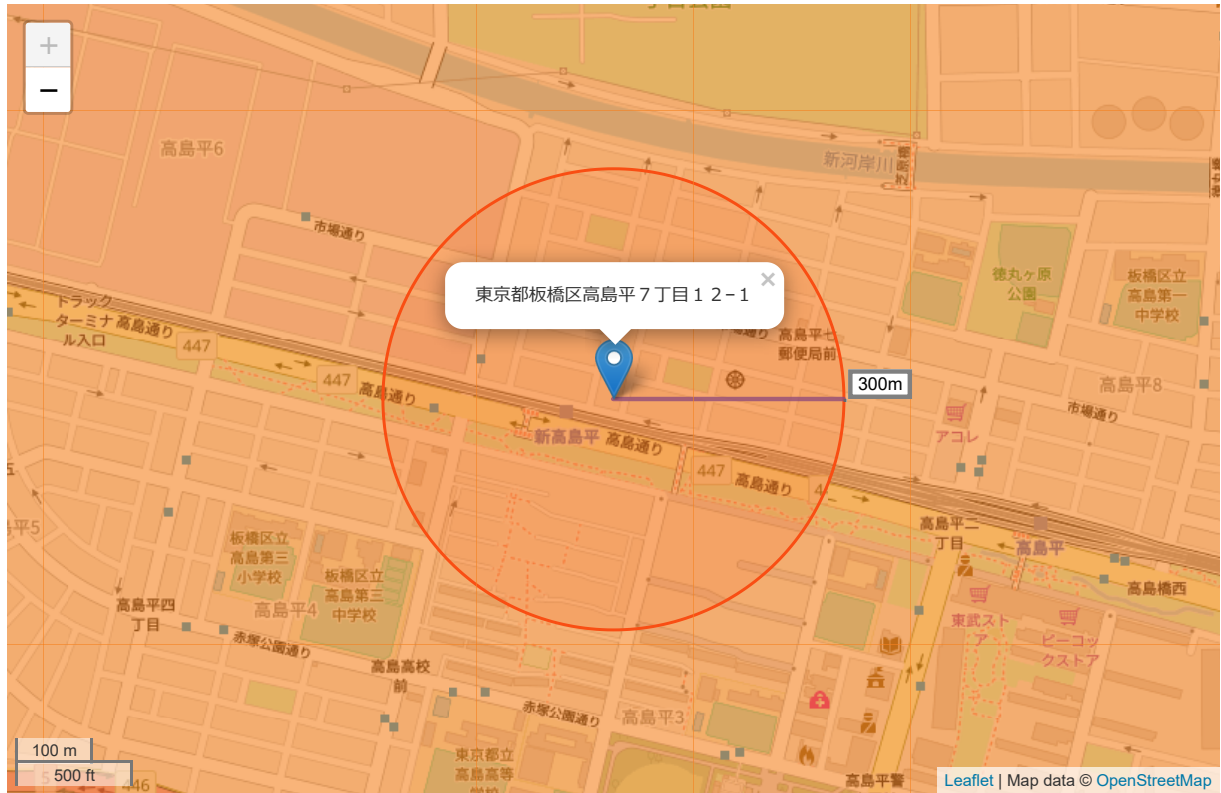 +
−
高島平6
新河岸川
芝原橋
市場通り
徳丸ヶ原
公園
板橋区立
高島第一
中学校
東京都板橋区高島平７丁目１２−１
×
トラック
ターミナ
ル入口
高島通り
447
高島平七
郵便局前
300m
高島平8
447
高島通り
市場通り
アコレ
新高島平
高島通り
447
高島通り
高島平二
丁目
高島平
板橋区立
高島第三
小学校
板橋区立
高島第三
中学校
高島平4
高島平四
丁目
高島橋西
東武スト
ア
ピーコッ
クストア
赤塚公園通り
高島高校
前
赤塚公園通り
高島平3
東京都立
高島高等
学校
100 m
500 ft
446
高島平警
Leaflet | Map data © OpenStreetMap